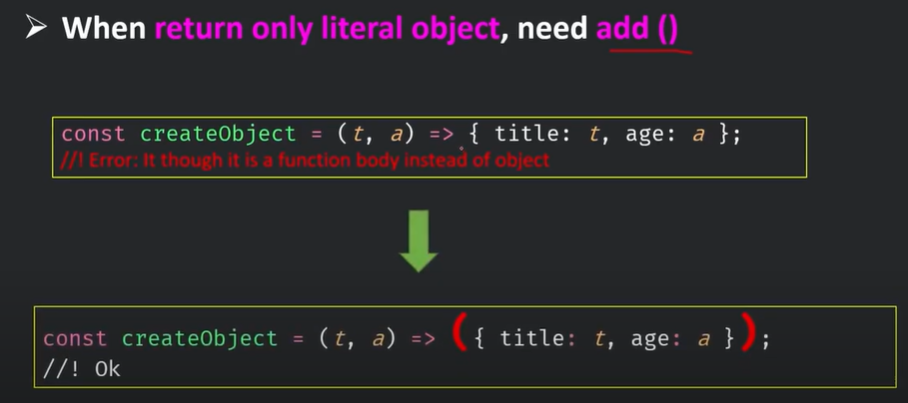 ➤ When return only literal object, need add ()
const createObject = (t, a) => { title: t, age: a };
//! Error: It though it is a function body instead of object
const createObject = (t, a) => ({ title: t, age: a });
//! Ok